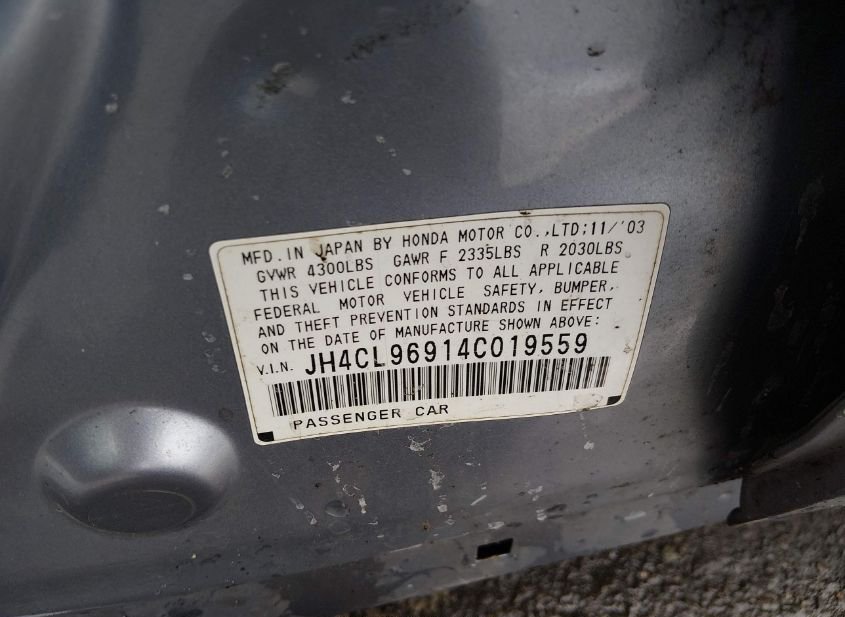 MFD. IN JAPAN BY HONDA MOTOR CO.,LTD;11/'03
GVWR 4300LBS GAWR F 2335LBS R 2030LBS
THIS VEHICLE CONFORMS TO ALL APPLICABLE
FEDERAL MOTOR VEHICLE SAFETY, BUMPER,
AND THEFT PREVENTION STANDARDS IN EFFECT
ON THE DATE OF MANUFACTURE SHOWN ABOVE:
V.I.N. JH4CL96914C019559
PASSENGER CAR